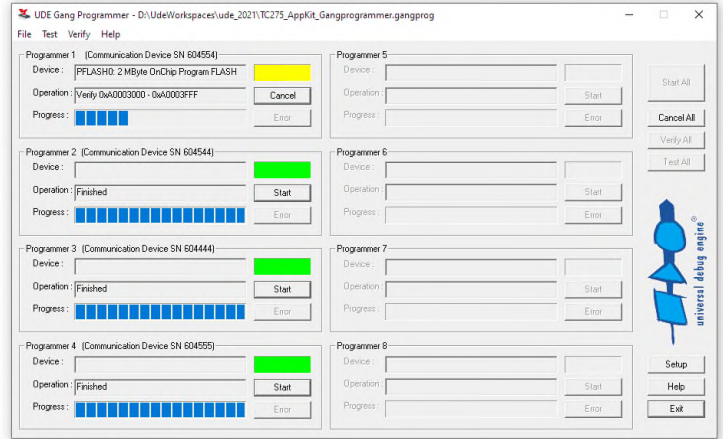 UDE Gang Programmer - D:\UdeWorkspaces\ude_2021\TC275_AppKit_Gangprogrammer.gangprog
File Test Verify Help
Programmer 1 (Communication Device SN 604554)
Device : PFLASH0: 2 MByte OnChip Program FLASH
Operation : Verify 0xA0003000 - 0xA0003FFF Cancel
Progress : Error
Programmer 2 (Communication Device SN 604544)
Device :
Operation : Finished Start
Progress : Error
Programmer 3 (Communication Device SN 604444)
Device :
Operation : Finished Start
Progress : Error
Programmer 4 (Communication Device SN 604555)
Device :
Operation : Finished Start
Progress : Error
Programmer 5
Device :
Operation : Start
Progress : Error
Programmer 6
Device :
Operation : Start
Progress : Error
Programmer 7
Device :
Operation : Start
Progress : Error
Programmer 8
Device :
Operation : Start
Progress : Error
Start All
Cancel All
Verify All
Test All
universal debug engine®
Setup
Help
Exit